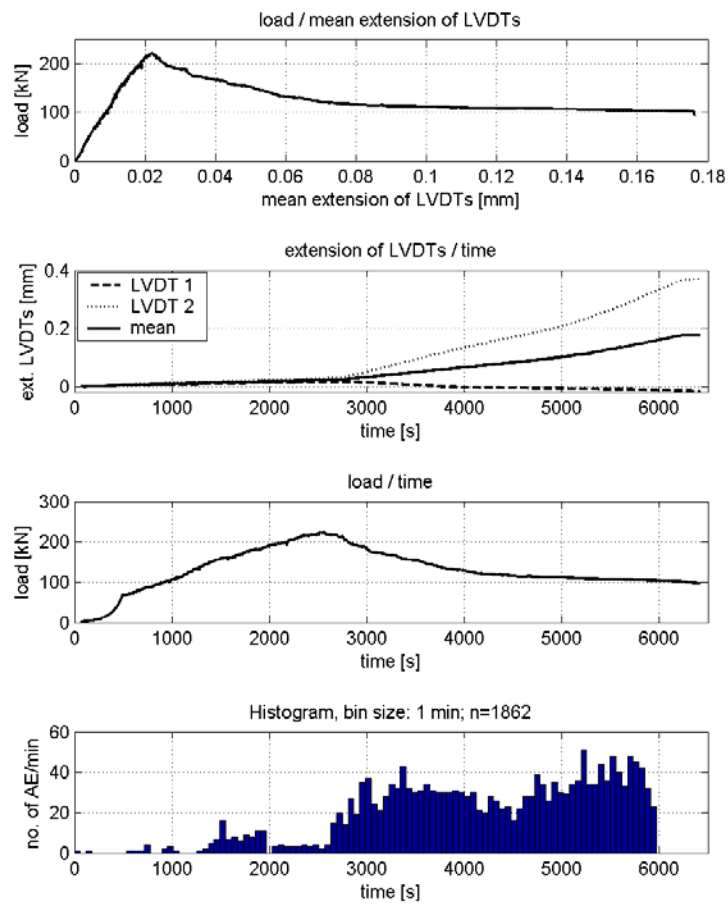 load / mean extension of LVDTs
load [kN]
200
100
0
0 0.02 0.04 0.06 0.08 0.1 0.12 0.14 0.16 0.18
mean extension of LVDTs [mm]
extension of LVDTs / time
ext. LVDTs [mm]
0.4
0.2
0
LVDT 1
LVDT 2
mean
0 1000 2000 3000 4000 5000 6000
time [s]
load / time
load [kN]
300
200
100
0
0 1000 2000 3000 4000 5000 6000
time [s]
Histogram, bin size: 1 min; n=1862
no. of AE/min
60
40
20
0
0 1000 2000 3000 4000 5000 6000
time [s]